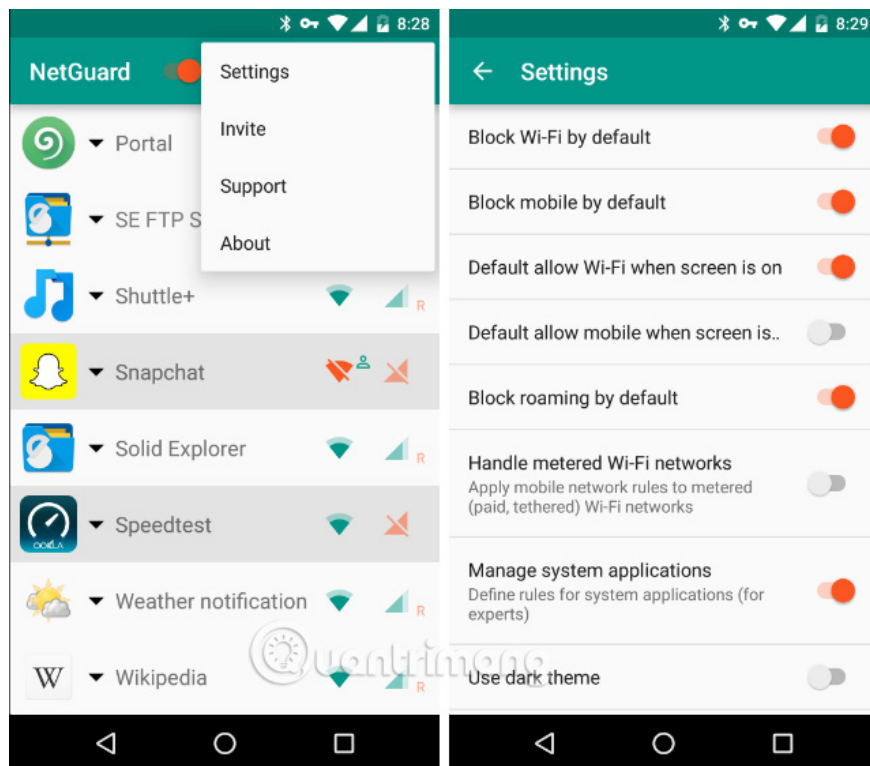 8:28
NetGuard
Settings
Invite
Support
About
Portal
SE FTP S
Shuttle+
R
Snapchat
Solid Explorer
R
OOKLA
Speedtest
Weather notification
R
W
Wikipedia
R
8:29
Settings
Block Wi-Fi by default
Block mobile by default
Default allow Wi-Fi when screen is on
Default allow mobile when screen is..
Block roaming by default
Handle metered Wi-Fi networks
Apply mobile network rules to metered
(paid, tethered) Wi-Fi networks
Manage system applications
Define rules for system applications (for
experts)
Use dark theme
Quantrimang